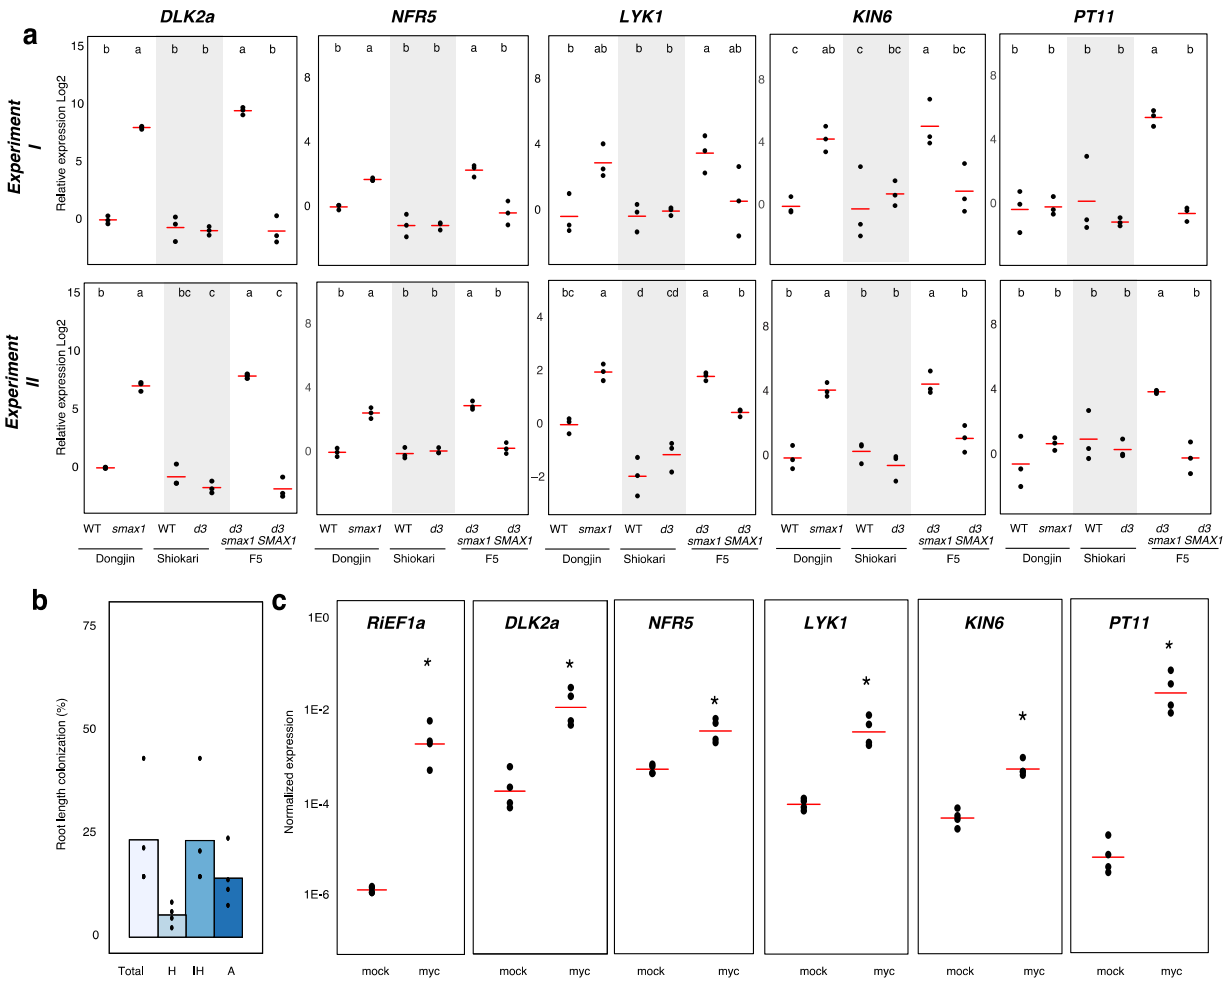 DLK2a NFR5 LYK1 KIN6 PT11
a
Experiment I
Relative expression Log2
15 10 5 0
b a b b a b
8 4 0
b a b b a b
8 4 0
b ab b b a ab
8 4 0
c ab c bc a bc
8 4 0
b b b b a b
Experiment II
Relative expression Log2
15 10 5 0
b a bc c a c
8 4 0
b a b b a b
4 2 0 −2
bc a d cd a b
8 4 0
b a b b a b
8 4 0
b b b b a b
WT smax1 WT d3 d3 smax1 d3 SMAX1
Dongjin Shiokari F5
WT smax1 WT d3 d3 smax1 d3 SMAX1
Dongjin Shiokari F5
WT smax1 WT d3 d3 smax1 d3 SMAX1
Dongjin Shiokari F5
WT smax1 WT d3 d3 smax1 d3 SMAX1
Dongjin Shiokari F5
WT smax1 WT d3 d3 smax1 d3 SMAX1
Dongjin Shiokari F5
b
Root length colonization (%)
75
50
25
0
Total H IH A
c
Normalized expression
1E0
1E-2
1E-4
1E-6
RiEF1a DLK2a NFR5 LYK1 KIN6 PT11
* * * * * *
mock myc mock myc mock myc mock myc mock myc mock myc